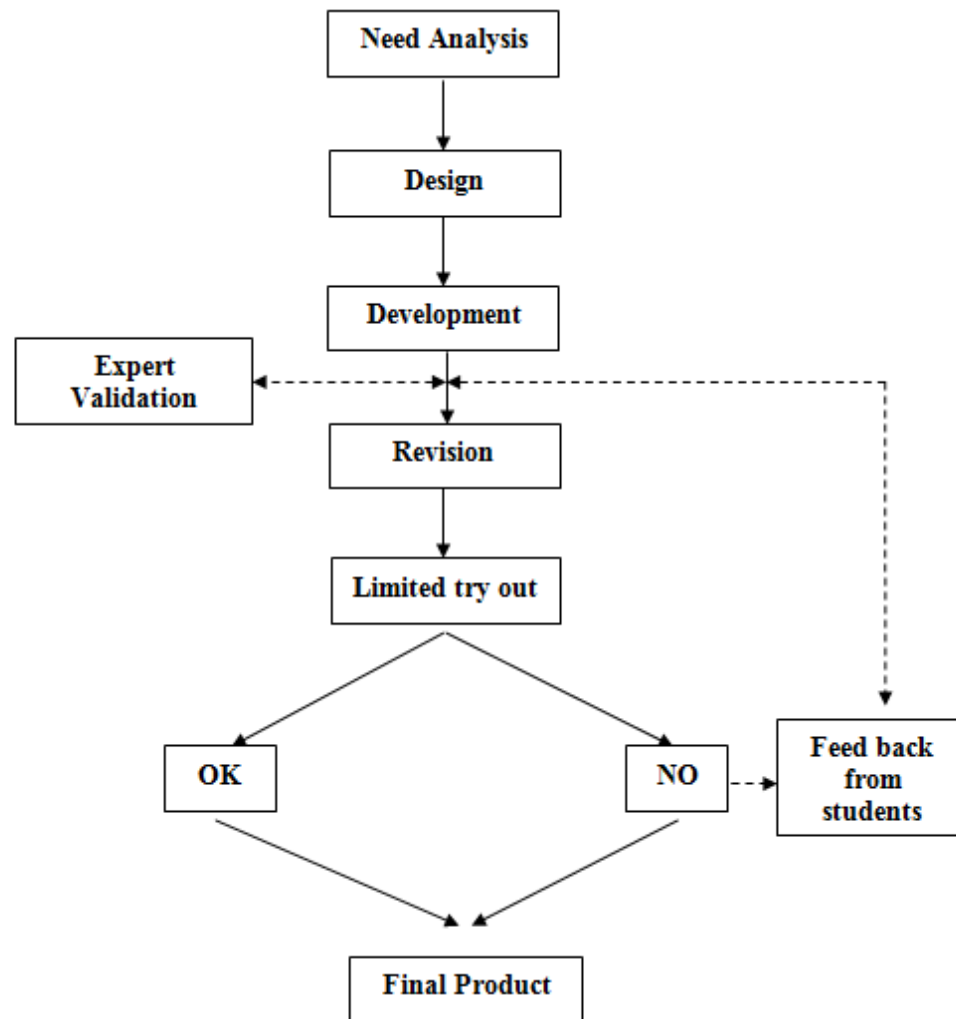 Need Analysis
Design
Development
Expert
Validation
Revision
Limited try out
OK
NO
Feed back
from
students
Final Product